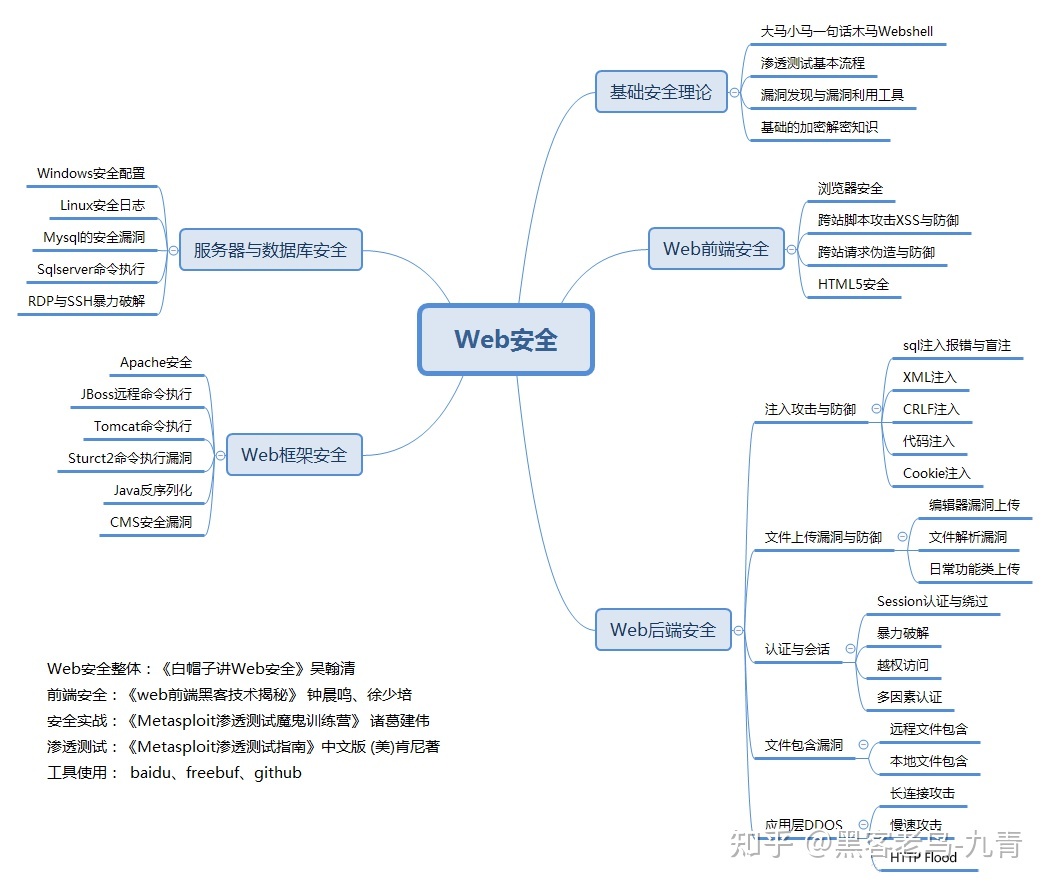 Web安全
基础安全理论
大马小马一句话木马Webshell
渗透测试基本流程
漏洞发现与漏洞利用工具
基础的加密解密知识
Web前端安全
浏览器安全
跨站脚本攻击XSS与防御
跨站请求伪造与防御
HTML5安全
Web后端安全
注入攻击与防御
sql注入报错与盲注
XML注入
CRLF注入
代码注入
Cookie注入
文件上传漏洞与防御
编辑器漏洞上传
文件解析漏洞
日常功能类上传
认证与会话
Session认证与绕过
暴力破解
越权访问
多因素认证
文件包含漏洞
远程文件包含
本地文件包含
应用层DDOS
长连接攻击
慢速攻击
HTTP Flood
服务器与数据库安全
Windows安全配置
Linux安全日志
Mysql的安全漏洞
Sqlserver命令执行
RDP与SSH暴力破解
Web框架安全
Apache安全
JBoss远程命令执行
Tomcat命令执行
Sturct2命令执行漏洞
Java反序列化
CMS安全漏洞
Web安全整体：《白帽子讲Web安全》吴翰清
前端安全：《web前端黑客技术揭秘》 钟晨鸣、徐少培
安全实战：《Metasploit渗透测试魔鬼训练营》 诸葛建伟
渗透测试：《Metasploit渗透测试指南》中文版 (美)肯尼著
工具使用： baidu、freebuf、github
知乎 @黑客老鸟-九青